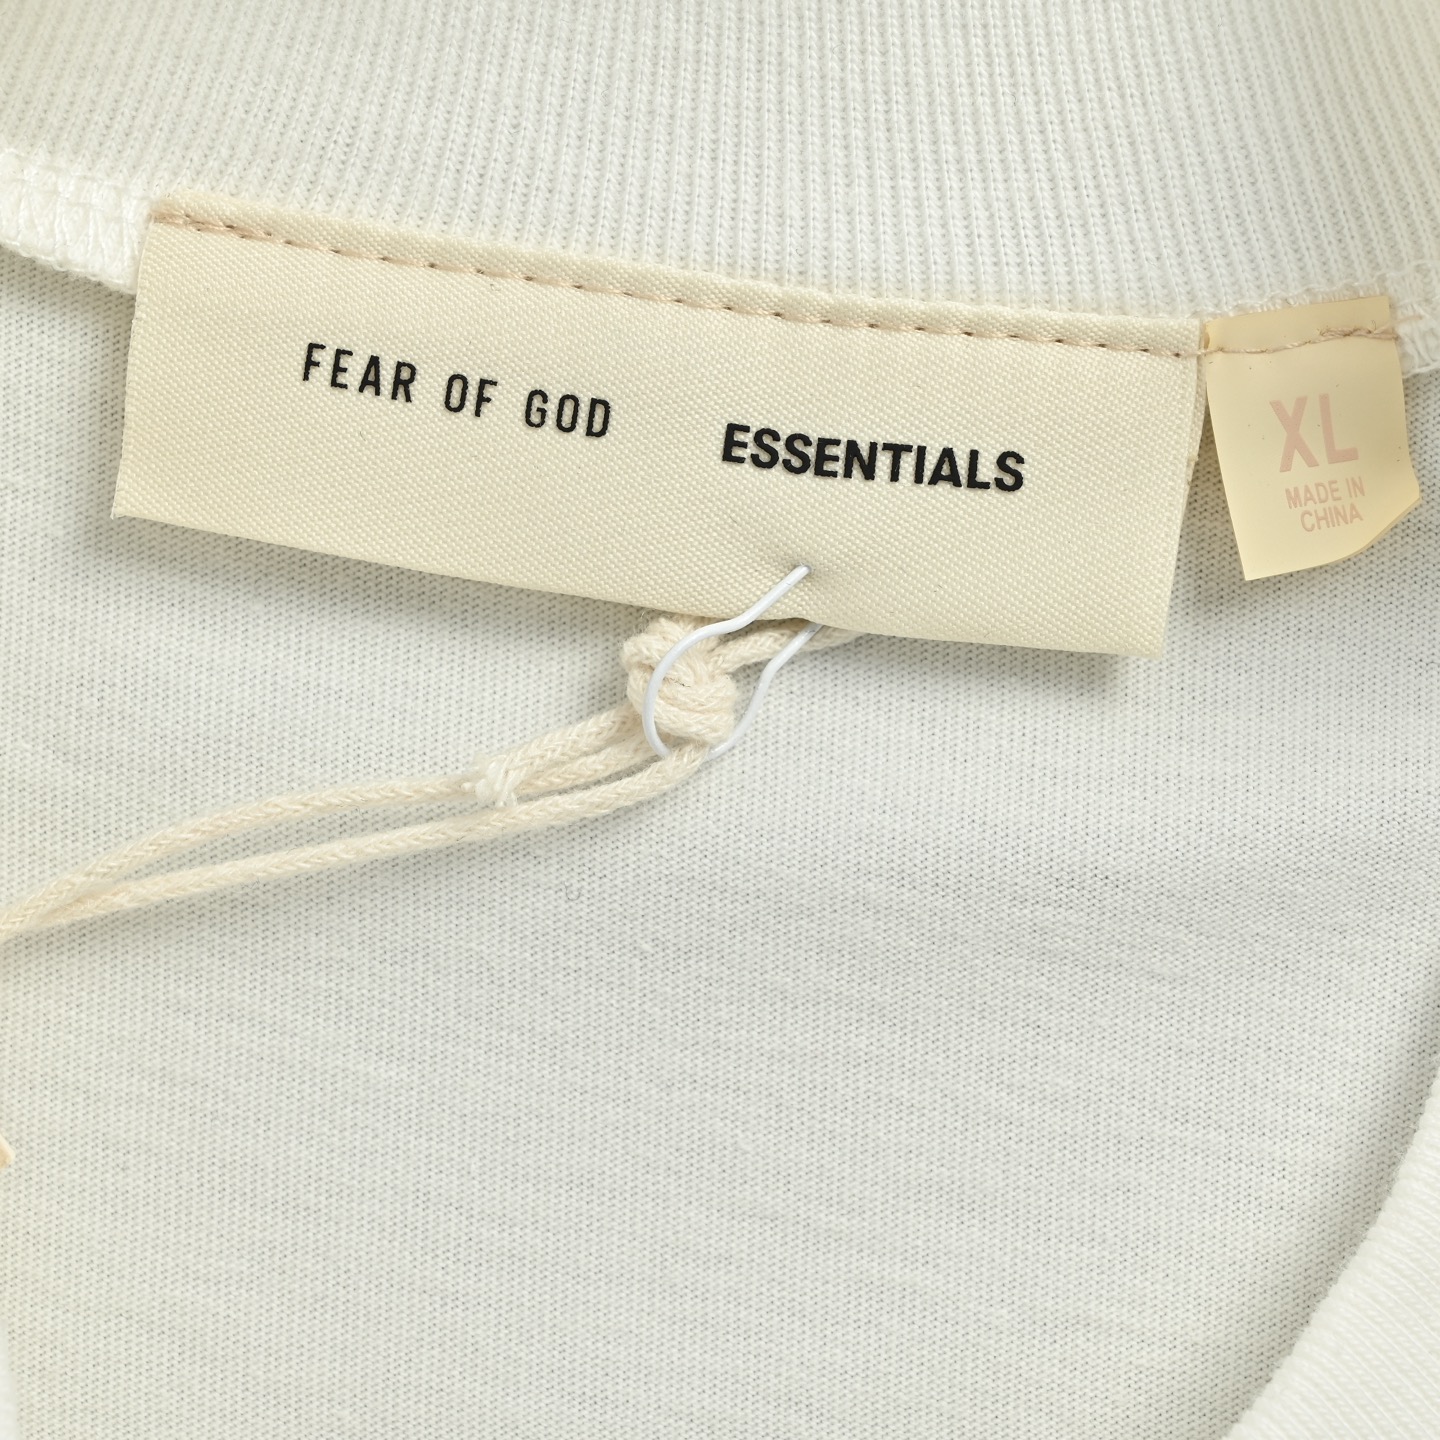 FEAR OF GOD
ESSENTIALS
XL
MADE IN
CHINA